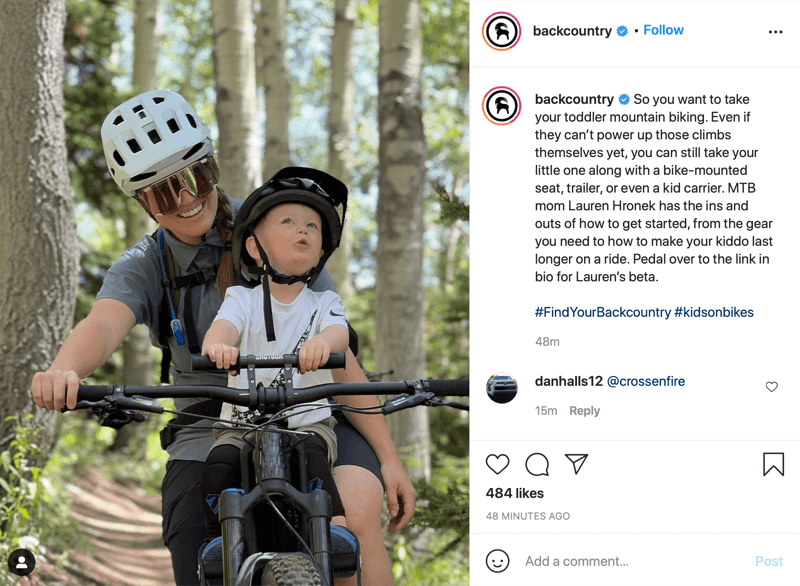 backcountry • Follow
backcountry So you want to take
your toddler mountain biking. Even if
they can’t power up those climbs
themselves yet, you can still take your
little one along with a bike-mounted
seat, trailer, or even a kid carrier. MTB
mom Lauren Hronek has the ins and
outs of how to get started, from the gear
you need to how to make your kiddo last
longer on a ride. Pedal over to the link in
bio for Lauren’s beta.
#FindYourBackcountry #kidsonbikes
48m
danhalls12 @crossenfire
15m Reply
484 likes
48 MINUTES AGO
Add a comment...
Post
SHOTGUN